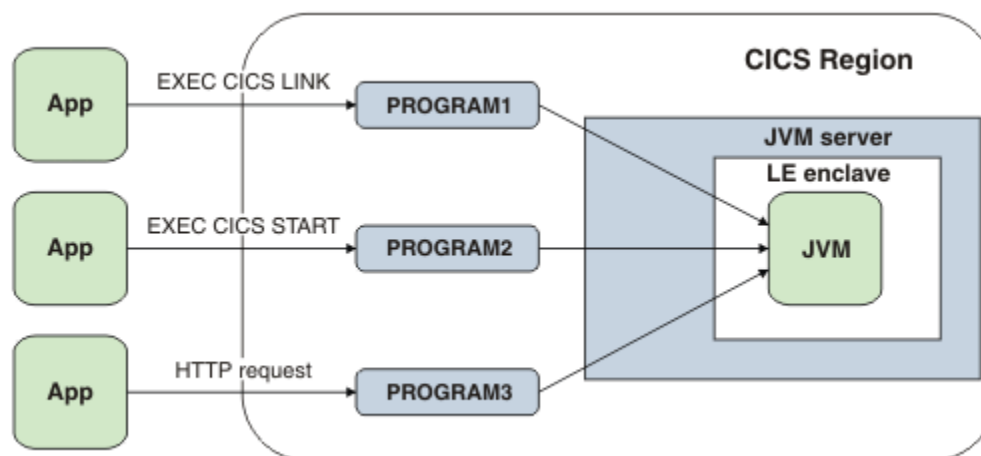 CICS Region
App
EXEC CICS LINK
PROGRAM1
JVM server
LE enclave
App
EXEC CICS START
PROGRAM2
JVM
App
HTTP request
PROGRAM3